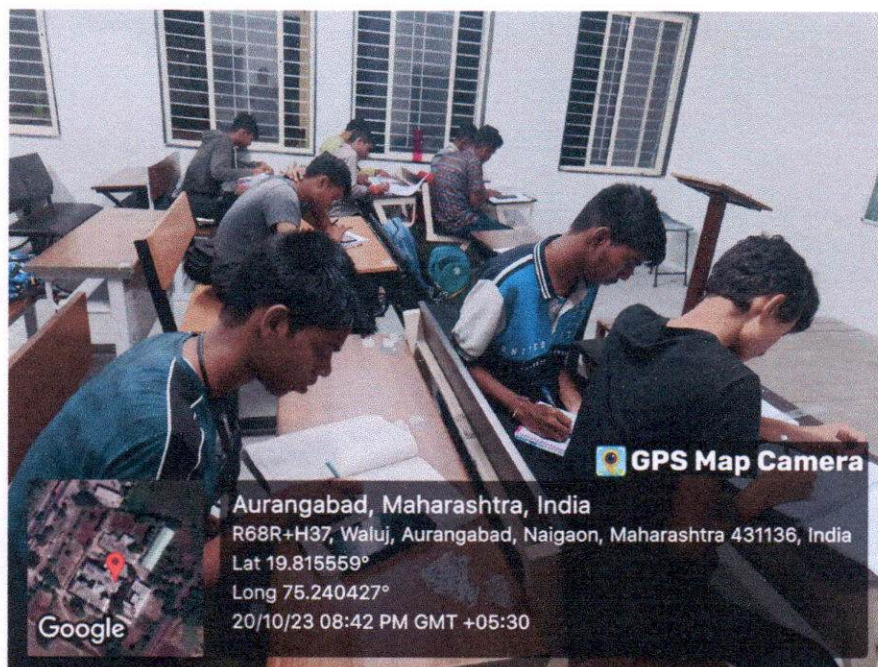 GPS Map Camera
Aurangabad, Maharashtra, India
R68R+H37, Waluj, Aurangabad, Naigaon, Maharashtra 431136, India
Lat 19.815559°
Long 75.240427°
20/10/23 08:42 PM GMT +05:30
Google
UNITED